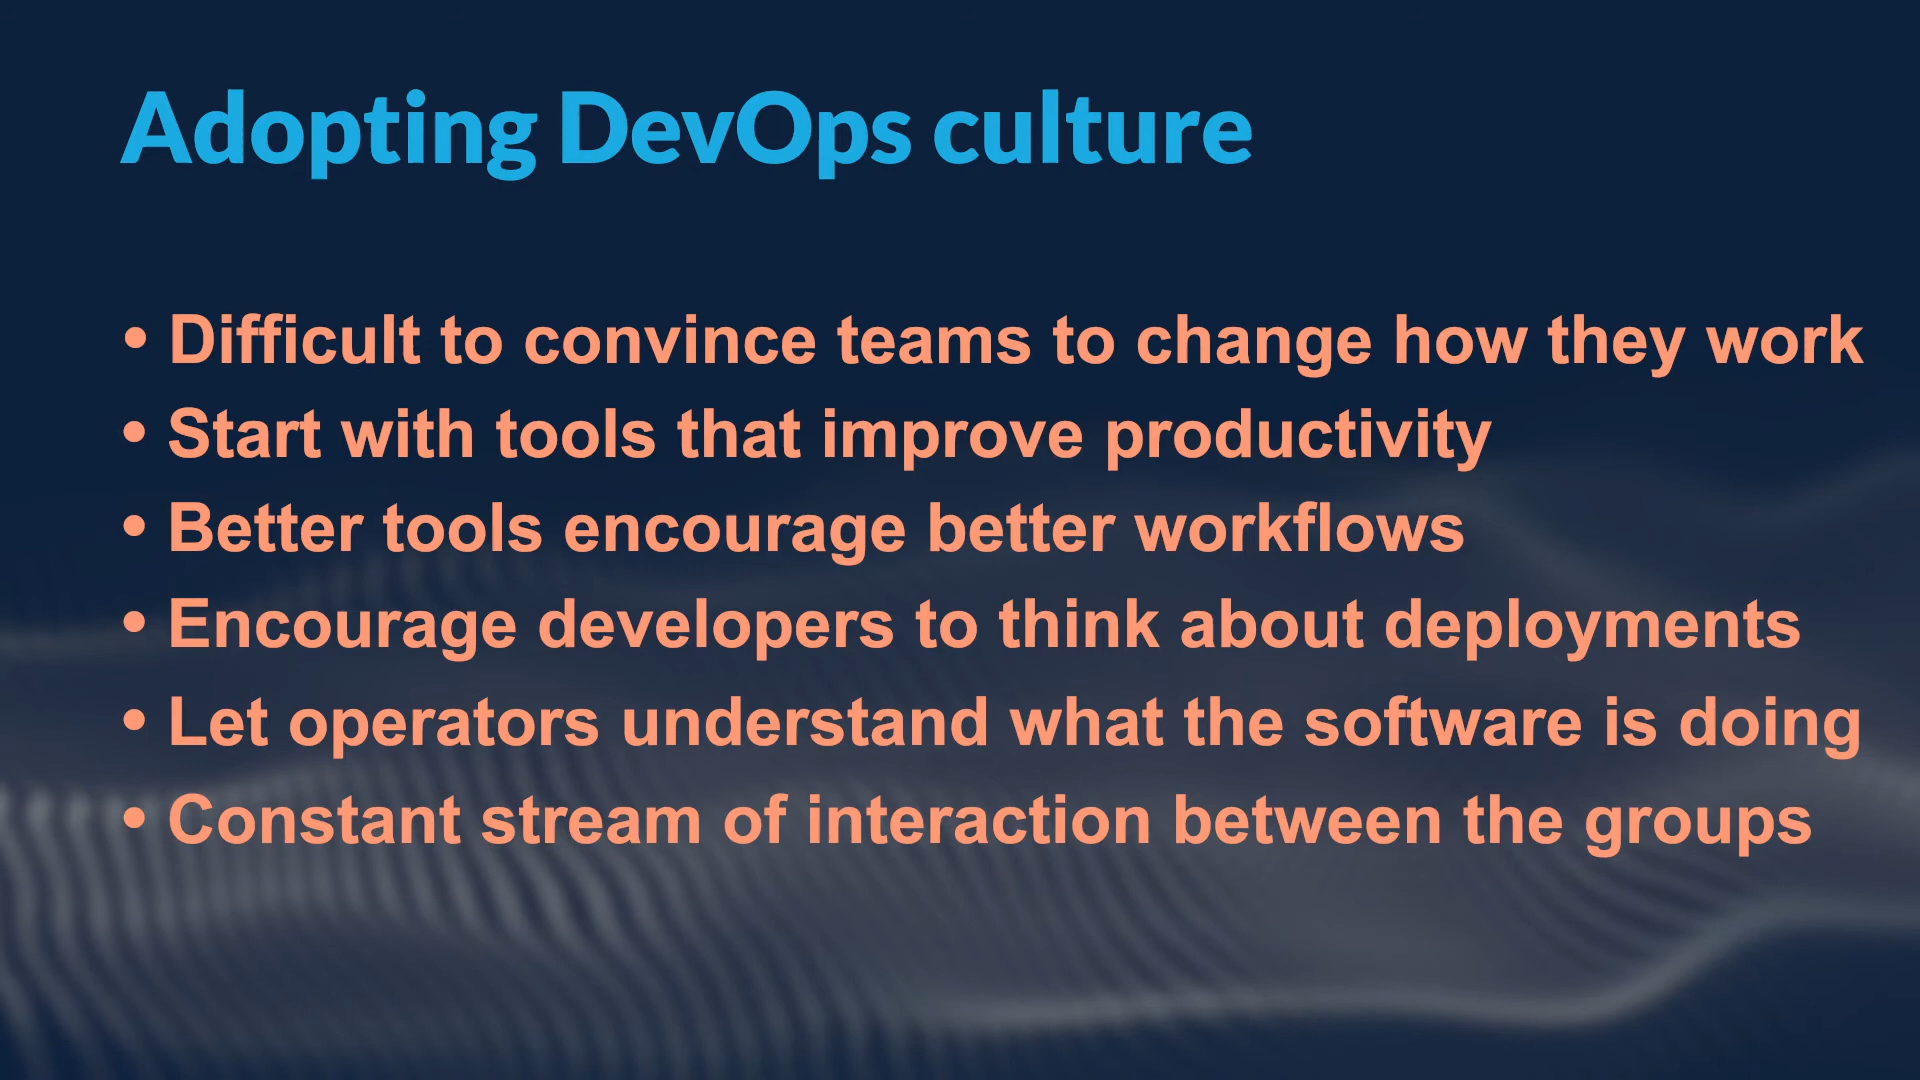 Adopting DevOps culture
• Difficult to convince teams to change how they work
• Start with tools that improve productivity
• Better tools encourage better workflows
• Encourage developers to think about deployments
• Let operators understand what the software is doing
• Constant stream of interaction between the groups